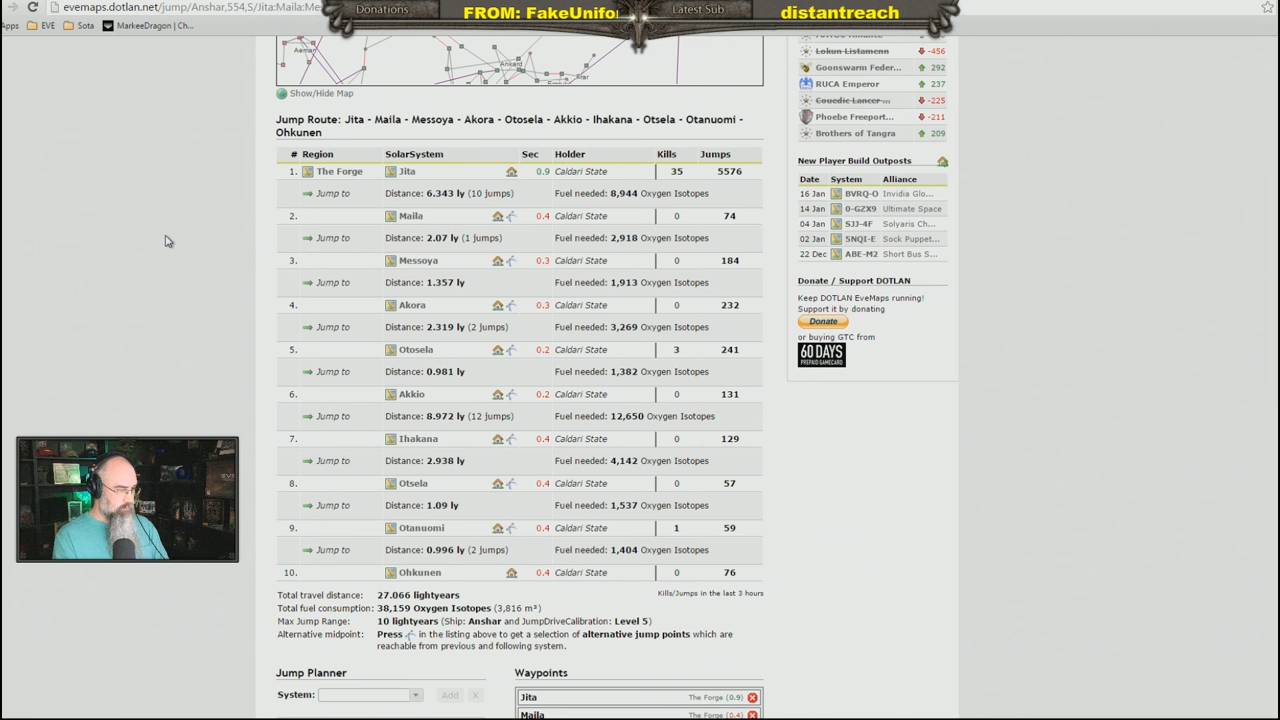 evemaps.dotlan.net/jump/Anshar,554,S/Jita:Maila:Me
Donations
FROM: FakeUnifo
Latest Sub
distantreach
Apps
EVE
Sota
MarkeeDragon | Ch...
Show/Hide Map
Jump Route: Jita - Maila - Messoya - Akora - Otosela - Akkio - Ihakana - Otsela - Otanuomi -
Ohkunen
# Region SolarSystem Sec Holder Kills Jumps
1. The Forge Jita 0.9 Caldari State 35 5576
Jump to Distance: 6.343 ly (10 jumps) Fuel needed: 8,944 Oxygen Isotopes
2. Maila 0.4 Caldari State 0 74
Jump to Distance: 2.07 ly (1 jumps) Fuel needed: 2,918 Oxygen Isotopes
3. Messoya 0.3 Caldari State 0 184
Jump to Distance: 1.357 ly Fuel needed: 1,913 Oxygen Isotopes
4. Akora 0.3 Caldari State 0 232
Jump to Distance: 2.319 ly (2 jumps) Fuel needed: 3,269 Oxygen Isotopes
5. Otosela 0.2 Caldari State 3 241
Jump to Distance: 0.981 ly Fuel needed: 1,382 Oxygen Isotopes
6. Akkio 0.2 Caldari State 0 131
Jump to Distance: 8.972 ly (12 jumps) Fuel needed: 12,650 Oxygen Isotopes
7. Ihakana 0.4 Caldari State 0 129
Jump to Distance: 2.938 ly Fuel needed: 4,142 Oxygen Isotopes
8. Otsela 0.4 Caldari State 0 57
Jump to Distance: 1.09 ly Fuel needed: 1,537 Oxygen Isotopes
9. Otanuomi 0.4 Caldari State 1 59
Jump to Distance: 0.996 ly (2 jumps) Fuel needed: 1,404 Oxygen Isotopes
10. Ohkunen 0.4 Caldari State 0 76
Total travel distance: 27.066 lightyears
Kills/Jumps in the last 3 hours
Total fuel consumption: 38,159 Oxygen Isotopes (3,816 m³)
Max Jump Range: 10 lightyears (Ship: Anshar and JumpDriveCalibration: Level 5)
Alternative midpoint: Press in the listing above to get a selection of alternative jump points which are
reachable from previous and following system.
Jump Planner
System: Add X
Waypoints
Jita The Forge (0.9)
Maila The Forge (0.4)
Lokun Listamenn -456
Goonswarm Feder... 292
RUCA Emperor 237
Couedic Lancer ... -225
Phoebe Freeport... -211
Brothers of Tangra 209
New Player Build Outposts
Date System Alliance
16 Jan BVRQ-O Invidia Glo...
14 Jan 0-GZX9 Ultimate Space
04 Jan SJJ-4F Solyaris Ch...
02 Jan 5NQI-E Sock Puppet...
22 Dec ABE-M2 Short Bus S...
Donate / Support DOTLAN
Keep DOTLAN EveMaps running!
Support it by donating
Donate
or buying GTC from
60 DAYS
PREPAID GAMECARD